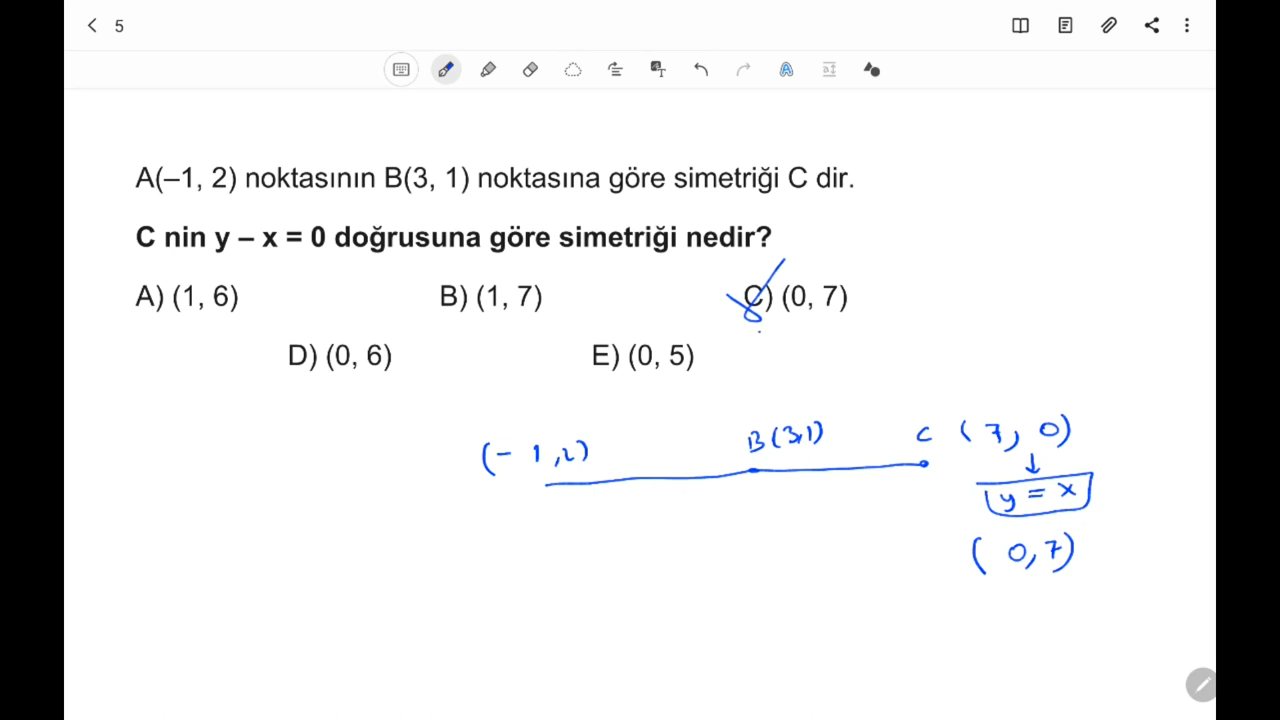 5
A(–1, 2) noktasının B(3, 1) noktasına göre simetriği C dir.
C nin y – x = 0 doğrusuna göre simetriği nedir?
A) (1, 6) B) (1, 7) C) (0, 7)
D) (0, 6) E) (0, 5)
(-1,2) B(3,1) C (7, 0)
y = x
(0,7)